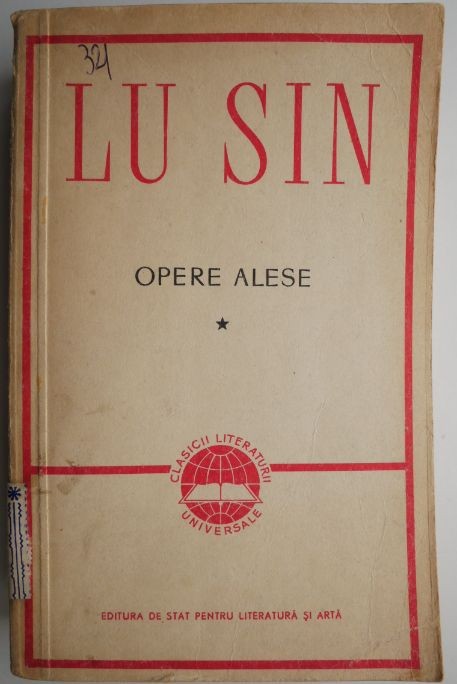 321
LU SIN
OPERE ALESE
CLASICII LITERATURII
UNIVERSALE
EDITURA DE STAT PENTRU LITERATURĂ ȘI ARTĂ